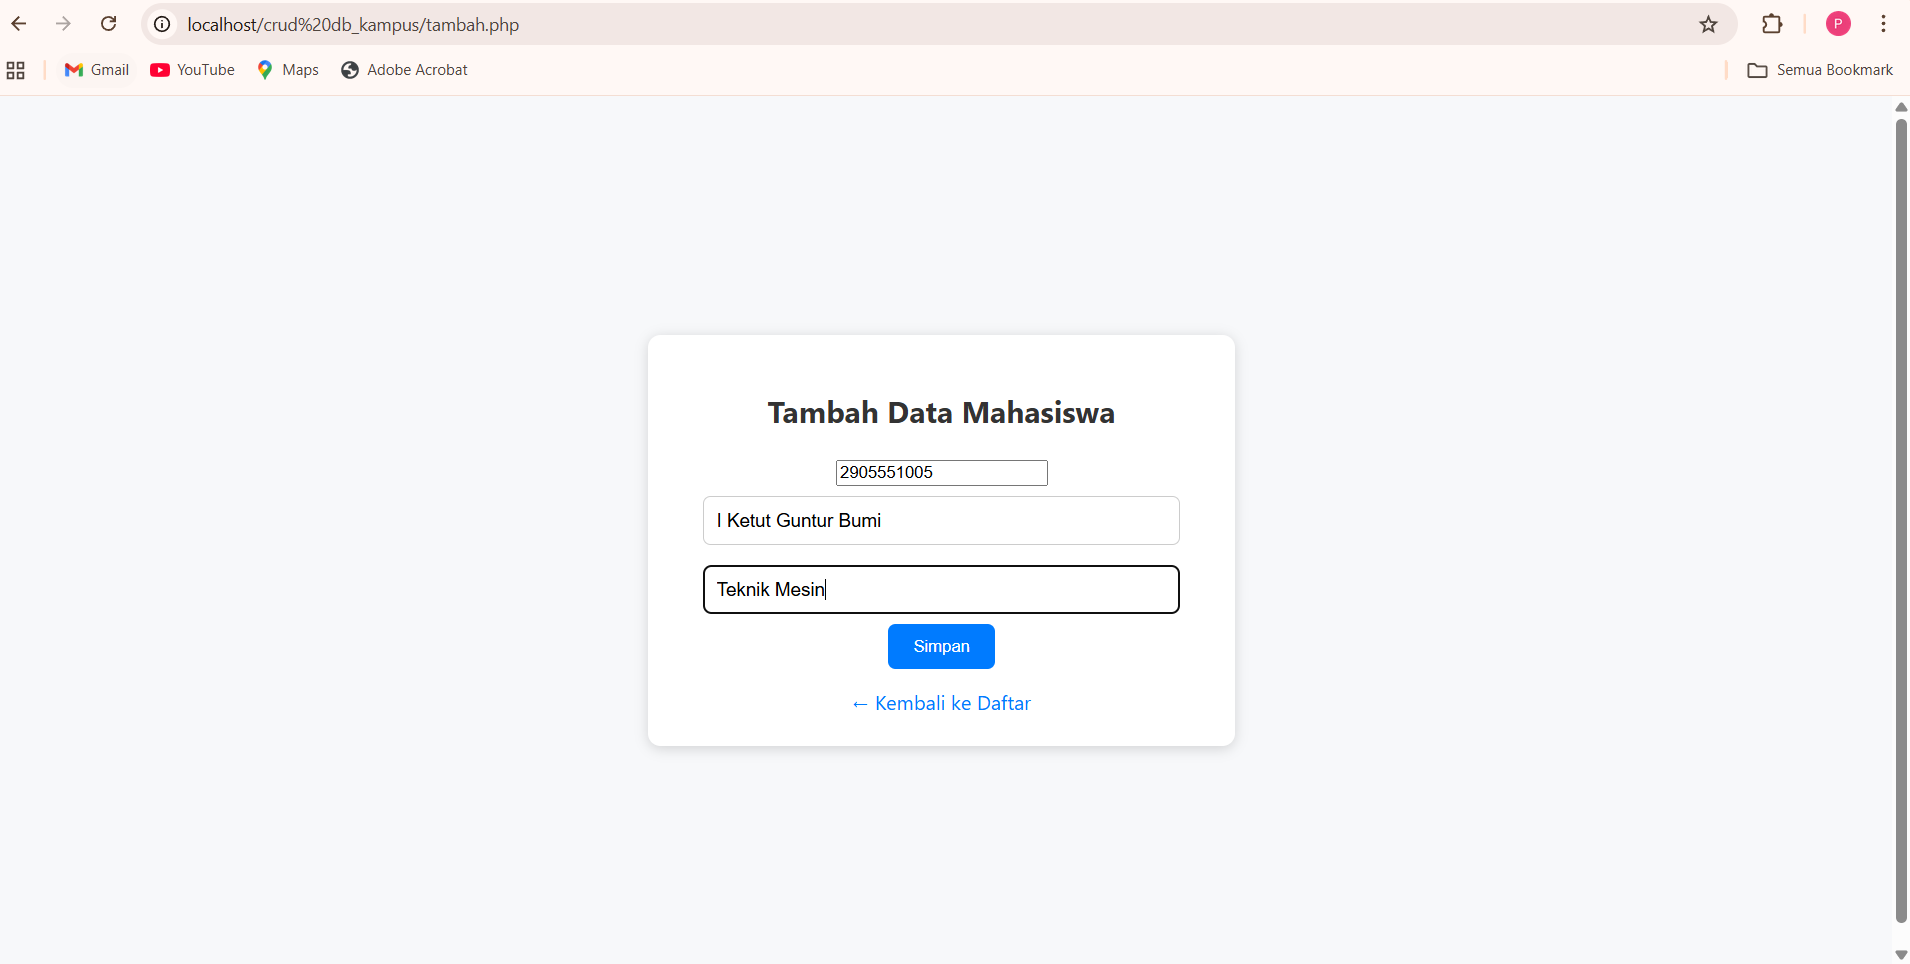 localhost/crud%20db_kampus/tambah.php
P
Gmail YouTube Maps Adobe Acrobat Semua Bookmark
Tambah Data Mahasiswa
2905551005
I Ketut Guntur Bumi
Teknik Mesin
Simpan
← Kembali ke Daftar